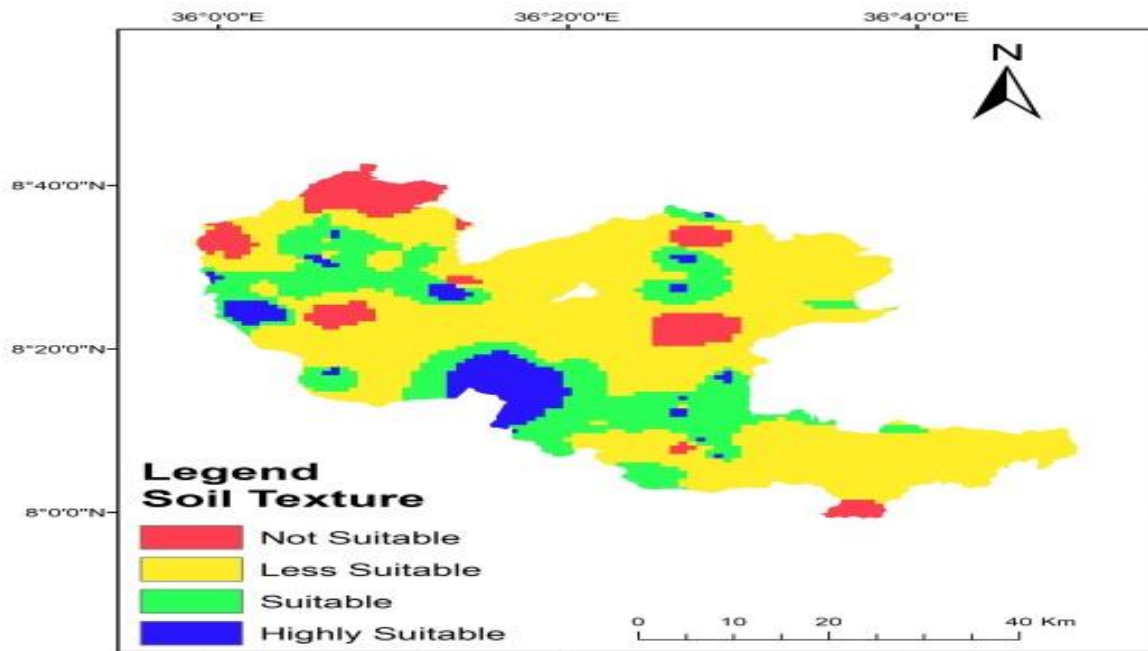 36°0'0"E 36°20'0"E 36°40'0"E
N
8°40'0"N
8°20'0"N
8°0'0"N
Legend
Soil Texture
Not Suitable
Less Suitable
Suitable
Highly Suitable
0 10 20 40 Km